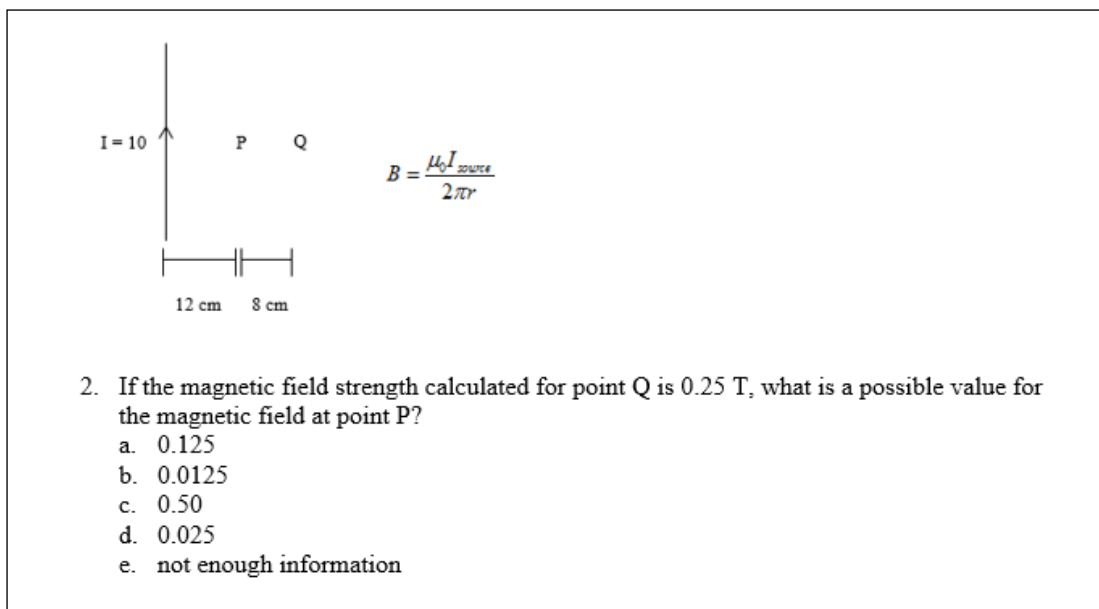 I = 10
P
Q
B = μ₀I source / 2πr
12 cm
8 cm
2. If the magnetic field strength calculated for point Q is 0.25 T, what is a possible value for
the magnetic field at point P?
a. 0.125
b. 0.0125
c. 0.50
d. 0.025
e. not enough information